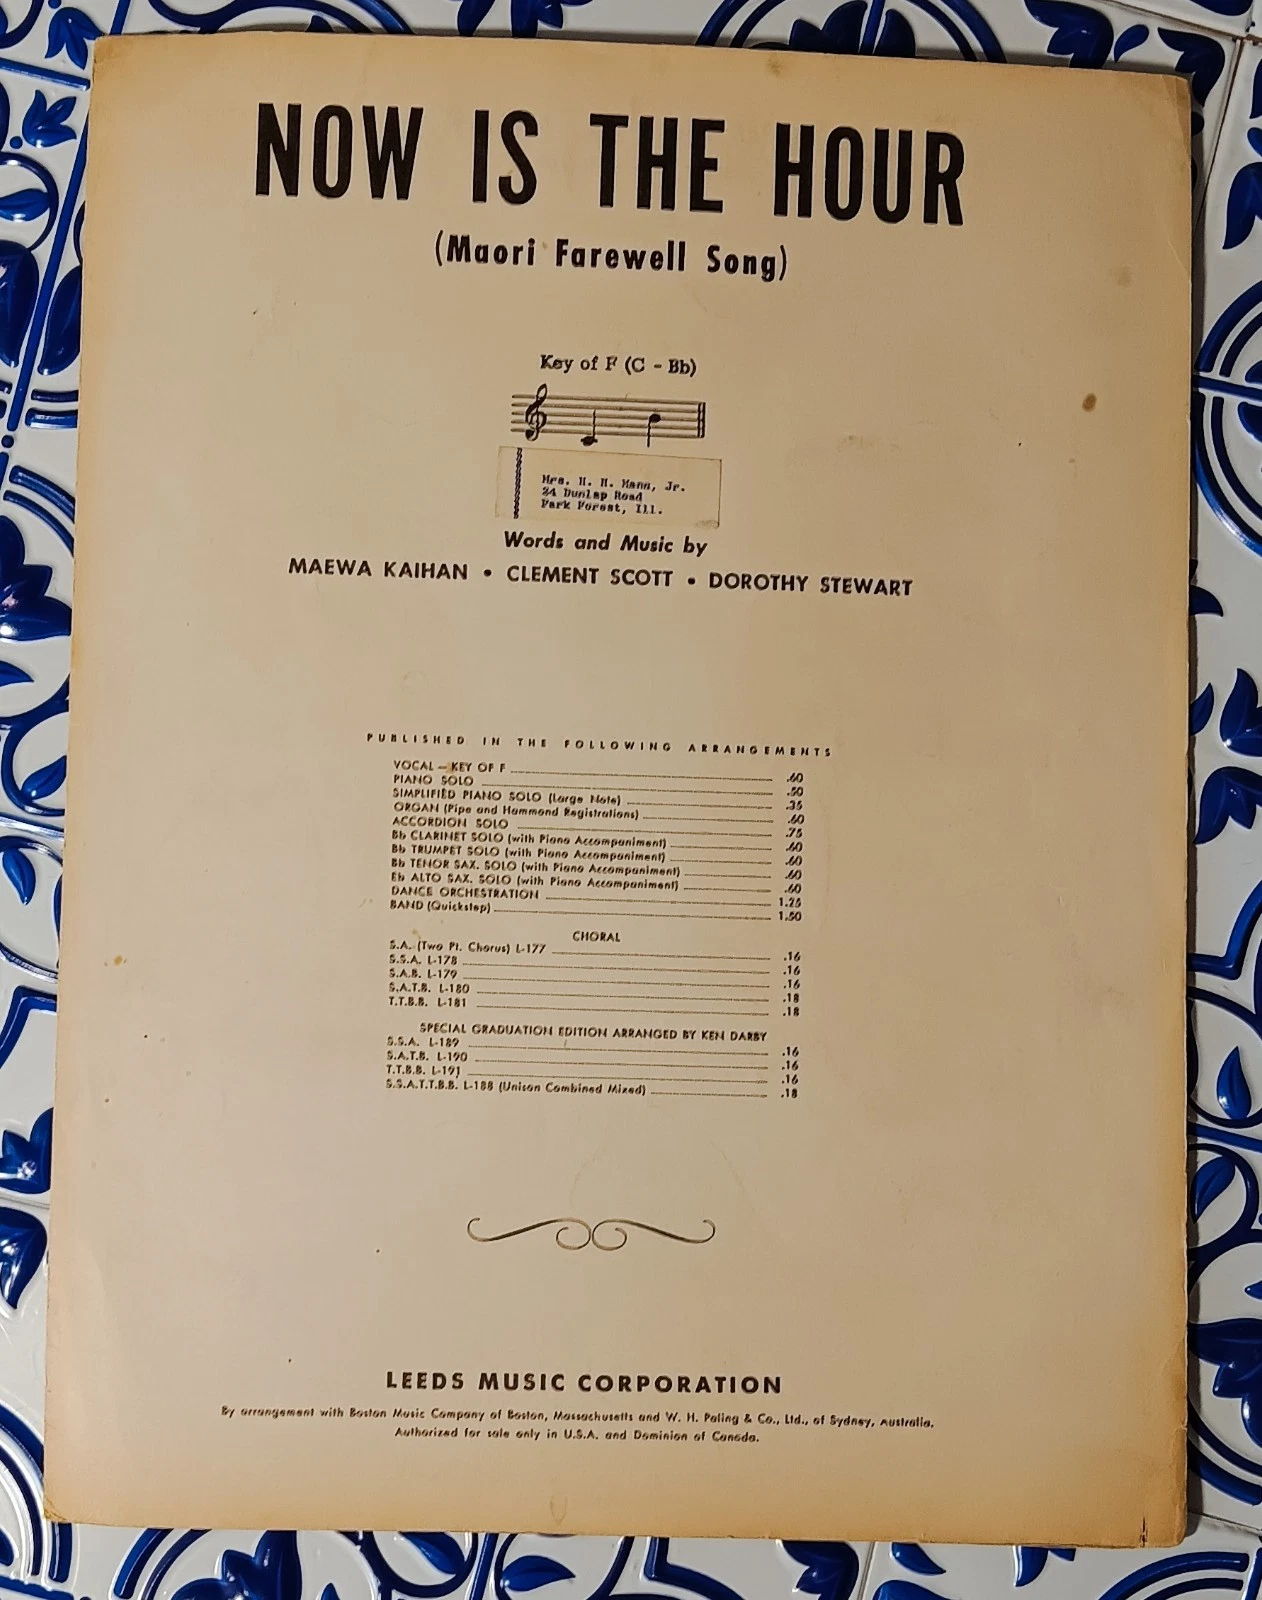 NOW IS THE HOUR
(Maori Farewell Song)
Key of F (C - Bb)
Mrs. H. H. Mann, Jr.
24 Dunlap Road
Park Forest, Ill.
Words and Music by
MAEWA KAIHAN • CLEMENT SCOTT • DOROTHY STEWART
PUBLISHED IN THE FOLLOWING ARRANGEMENTS
VOCAL – KEY OF F .60
PIANO SOLO .50
SIMPLIFIED PIANO SOLO (Large Note) .35
ORGAN (Pipe and Hammond Registrations) .60
ACCORDION SOLO .75
Bb CLARINET SOLO (with Piano Accompaniment) .60
Bb TRUMPET SOLO (with Piano Accompaniment) .60
Bb TENOR SAX. SOLO (with Piano Accompaniment) .60
Eb ALTO SAX. SOLO (with Piano Accompaniment) .60
DANCE ORCHESTRATION 1.25
BAND (Quickstep) 1.50
CHORAL
S.A. (Two Pt. Chorus) L-177 .16
S.S.A. L-178 .16
S.A.B. L-179 .16
S.A.T.B. L-180 .18
T.T.B.B. L-181 .18
SPECIAL GRADUATION EDITION ARRANGED BY KEN DARBY
S.S.A. L-189 .16
S.A.T.B. L-190 .16
T.T.B.B. L-191 .16
S.S.A.T.T.B.B. L-188 (Unison Combined Mixed) .18
LEEDS MUSIC CORPORATION
By arrangement with Boston Music Company of Boston, Massachusetts and W. H. Paling & Co., Ltd., of Sydney, Australia.
Authorized for sale only in U.S.A. and Dominion of Canada.